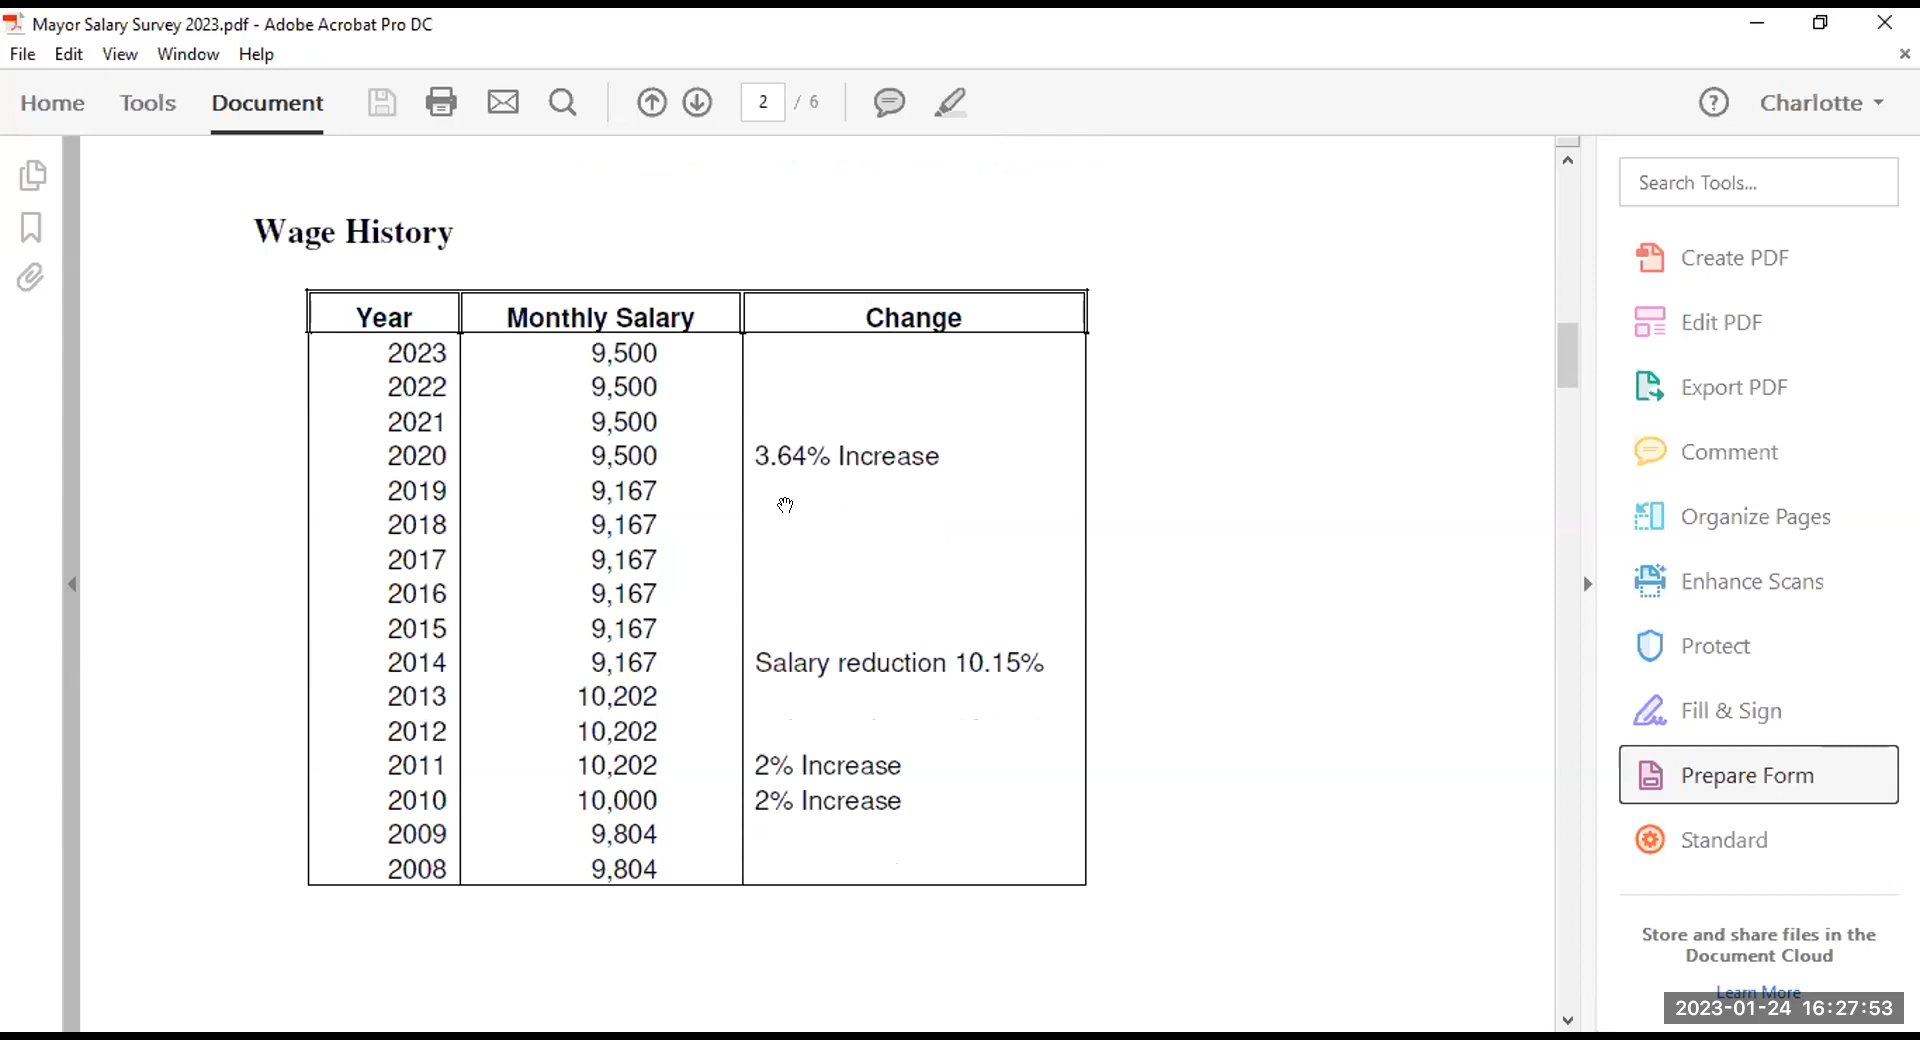 Mayor Salary Survey 2023.pdf - Adobe Acrobat Pro DC
File Edit View Window Help
Home Tools Document 2 / 6 Charlotte
Search Tools...
Wage History
Year Monthly Salary Change
2023 9,500
2022 9,500
2021 9,500
2020 9,500 3.64% Increase
2019 9,167
2018 9,167
2017 9,167
2016 9,167
2015 9,167
2014 9,167 Salary reduction 10.15%
2013 10,202
2012 10,202
2011 10,202 2% Increase
2010 10,000 2% Increase
2009 9,804
2008 9,804
Create PDF
Edit PDF
Export PDF
Comment
Organize Pages
Enhance Scans
Protect
Fill & Sign
Prepare Form
Standard
Store and share files in the
Document Cloud
Learn More
2023-01-24 16:27:53